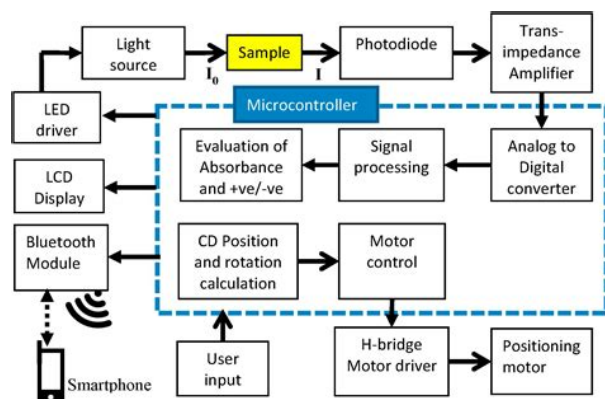 Light
source
I₀
Sample
I
Photodiode
Trans-
impedance
Amplifier
LED
driver
Microcontroller
Evaluation of
Absorbance
and +ve/-ve
Signal
processing
Analog to
Digital
converter
LCD
Display
Bluetooth
Module
CD Position
and rotation
calculation
Motor
control
Smartphone
User
input
H-bridge
Motor driver
Positioning
motor